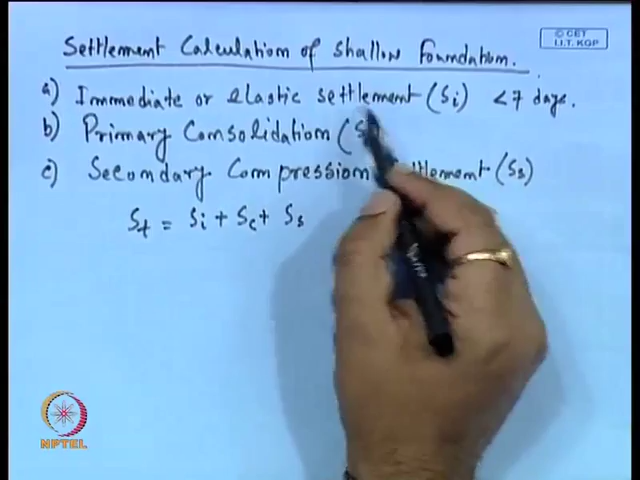 Settlement Calculation of Shallow Foundation.
© CET
I.I.T. KGP
a) Immediate or elastic settlement (Si) < 7 days.
b) Primary Consolidation (S
c) Secondary Compression Settlement (Ss)
St = Si + Sc + Ss
NPTEL